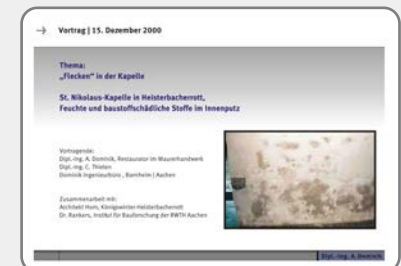 Vortrag | 15. Dezember 2000
Thema:
„Flecken“ in der Kapelle
St. Nikolaus-Kapelle in Heisterbacherrott,
Feuchte und baustoffschädliche Stoffe im Innenputz
Vortragende:
Dipl.-Ing. A. Dominik, Restaurator im Maurerhandwerk
Dipl.-Ing. C. Thielen
Dominik Ingenieurbüro , Bornheim | Aachen
Zusammenarbeit mit:
Architekt Horn, Königswinter-Heisterbacherrott
Dr. Rankers, Institut für Bauforschung der RWTH Aachen
Dipl.-Ing. A. Dominik